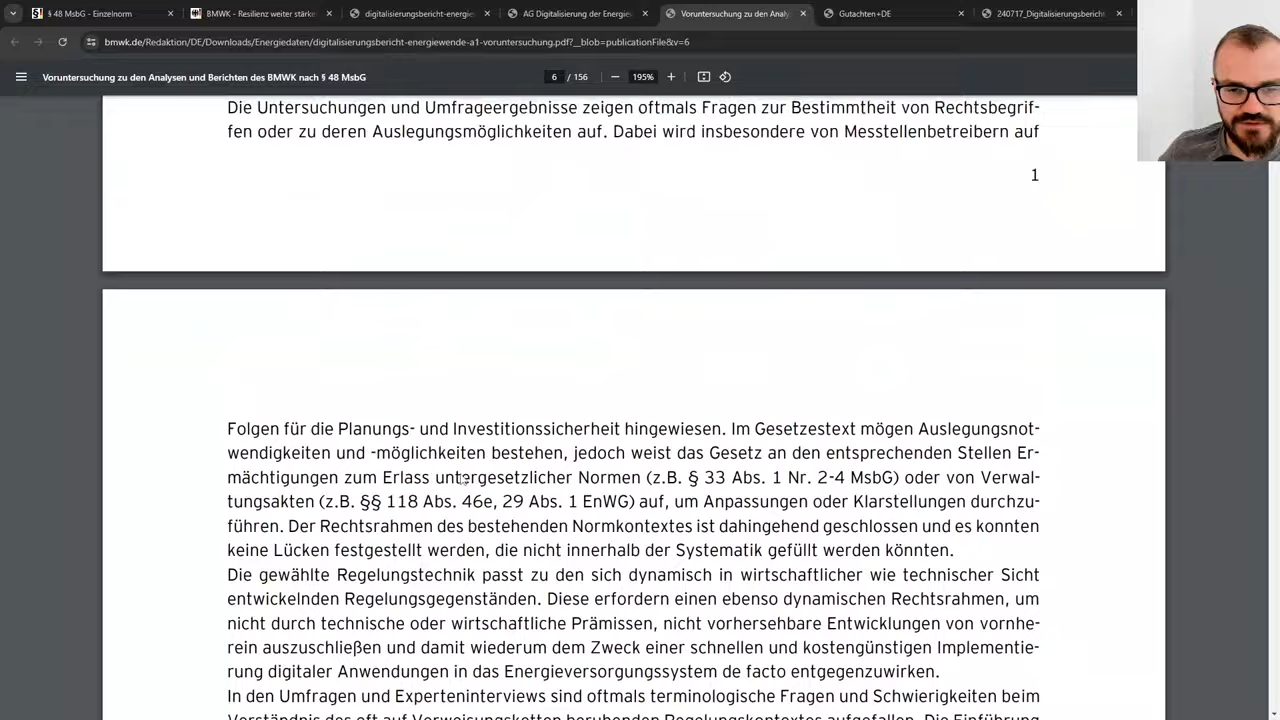 § 48 MsbG - Einzelnorm
BMWK - Resilienz weiter stärke
digitalisierungsbericht-energie
AG Digitalisierung der Energie
Voruntersuchung zu den Analy
Gutachten+DE
240717_Digitalisierungsbericht
bmwk.de/Redaktion/DE/Downloads/Energiedaten/digitalisierungsbericht-energiewende-a1-voruntersuchung.pdf?__blob=publicationFile&v=6
Voruntersuchung zu den Analysen und Berichten des BMWK nach § 48 MsbG
6 / 156
195%
Die Untersuchungen und Umfrageergebnisse zeigen oftmals Fragen zur Bestimmtheit von Rechtsbegrif-
fen oder zu deren Auslegungsmöglichkeiten auf. Dabei wird insbesondere von Messtellenbetreibern auf
1
Folgen für die Planungs- und Investitionssicherheit hingewiesen. Im Gesetzestext mögen Auslegungsnot-
wendigkeiten und -möglichkeiten bestehen, jedoch weist das Gesetz an den entsprechenden Stellen Er-
mächtigungen zum Erlass untergesetzlicher Normen (z.B. § 33 Abs. 1 Nr. 2-4 MsbG) oder von Verwal-
tungsakten (z.B. §§ 118 Abs. 46e, 29 Abs. 1 EnWG) auf, um Anpassungen oder Klarstellungen durchzu-
führen. Der Rechtsrahmen des bestehenden Normkontextes ist dahingehend geschlossen und es konnten
keine Lücken festgestellt werden, die nicht innerhalb der Systematik gefüllt werden könnten.
Die gewählte Regelungstechnik passt zu den sich dynamisch in wirtschaftlicher wie technischer Sicht
entwickelnden Regelungsgegenständen. Diese erfordern einen ebenso dynamischen Rechtsrahmen, um
nicht durch technische oder wirtschaftliche Prämissen, nicht vorhersehbare Entwicklungen von vornhe-
rein auszuschließen und damit wiederum dem Zweck einer schnellen und kostengünstigen Implementie-
rung digitaler Anwendungen in das Energieversorgungssystem de facto entgegenzuwirken.
In den Umfragen und Experteninterviews sind oftmals terminologische Fragen und Schwierigkeiten beim
Verständnis des oft auf Verweisungsketten beruhenden Regelungskontextes aufgefallen. Die Einführung